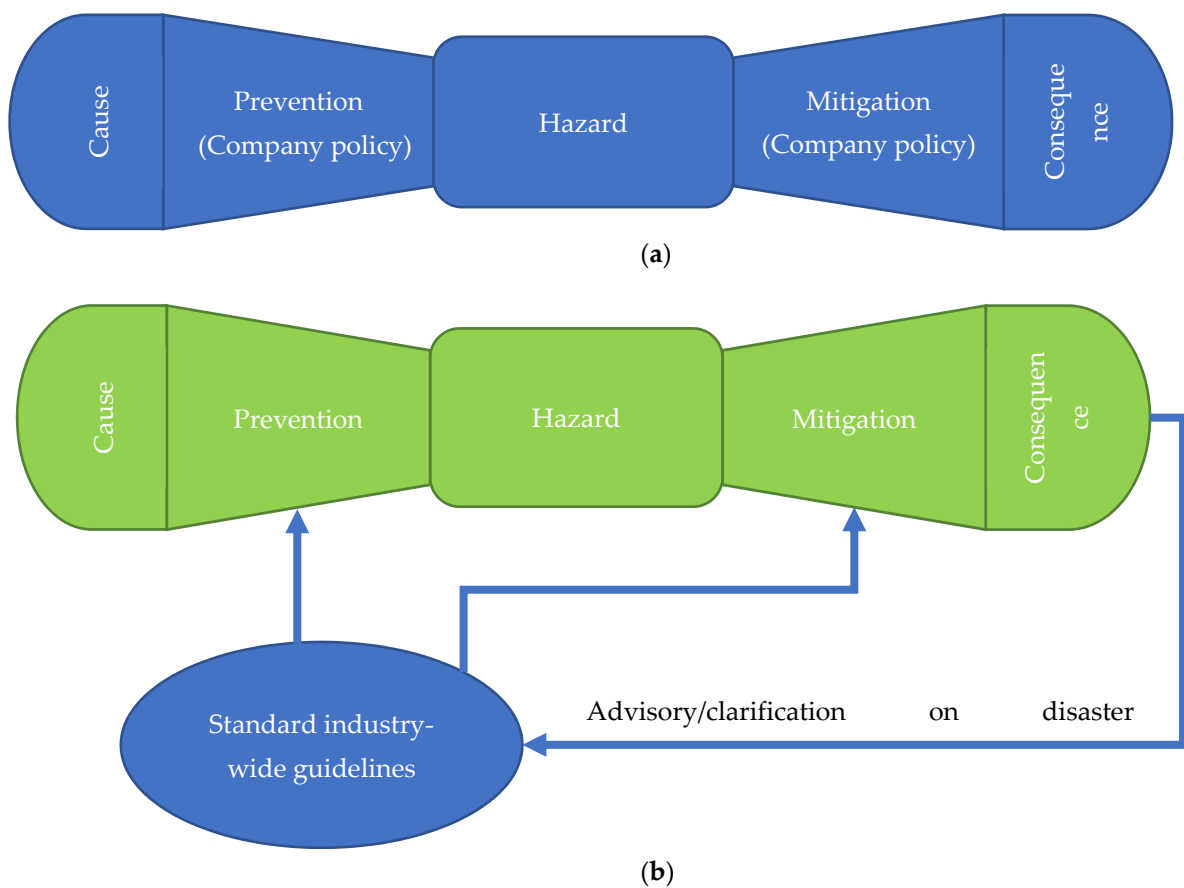 Cause
Prevention
(Company policy)
Hazard
Mitigation
(Company policy)
Conseque
nce
(a)
Cause
Prevention
Hazard
Mitigation
Consequen
ce
Advisory/clarification on disaster
Standard industry-
wide guidelines
(b)